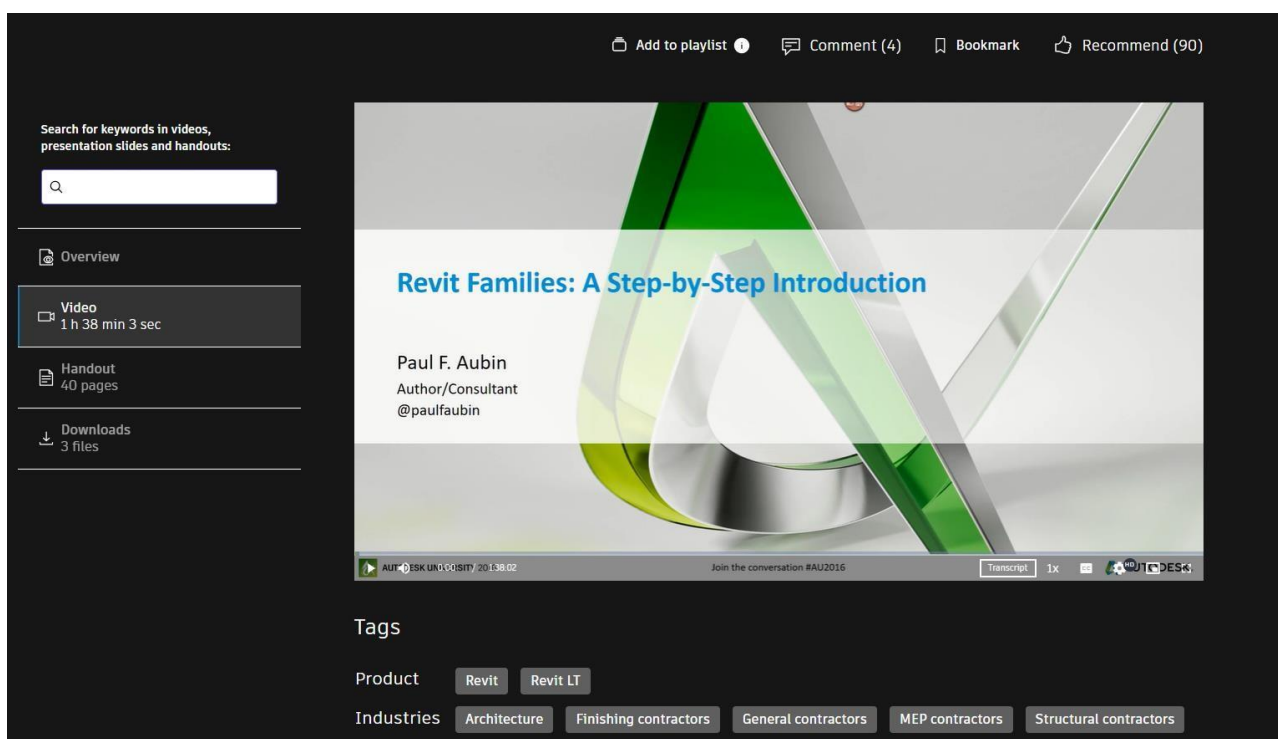 Add to playlist
Comment (4)
Bookmark
Recommend (90)
Search for keywords in videos,
presentation slides and handouts:
Overview
Video
1 h 38 min 3 sec
Handout
40 pages
Downloads
3 files
Revit Families: A Step-by-Step Introduction
Paul F. Aubin
Author/Consultant
@paulfaubin
Join the conversation #AU2016
Transcript
1x
CC
HD
Tags
Product
Revit
Revit LT
Industries
Architecture
Finishing contractors
General contractors
MEP contractors
Structural contractors